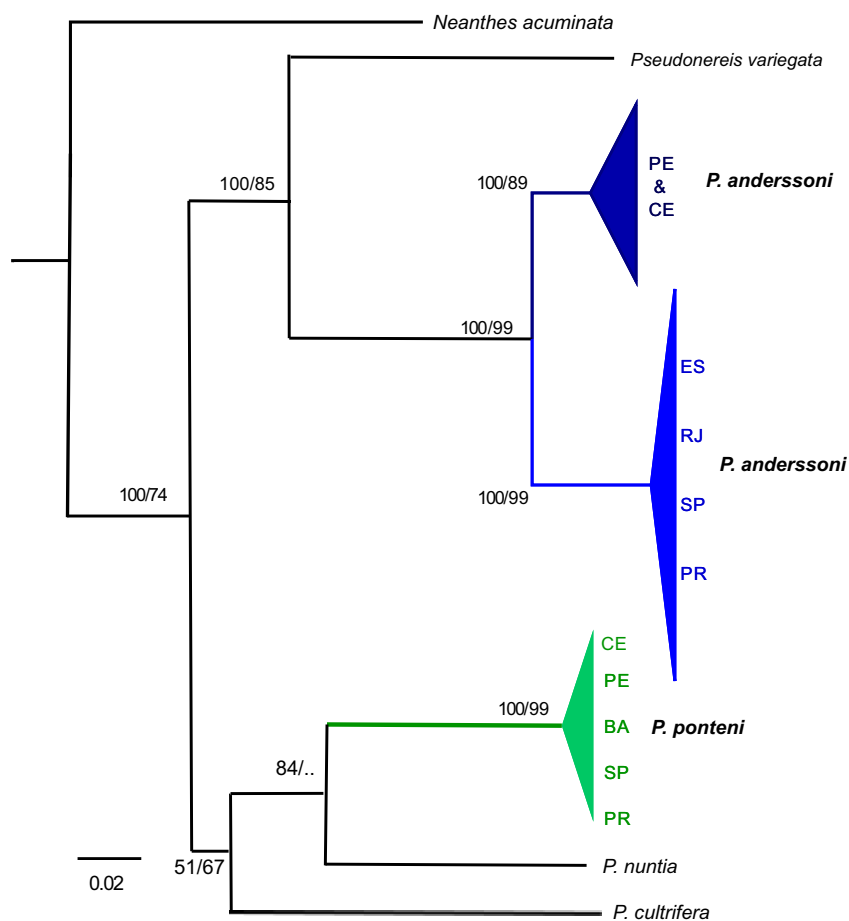 Neanthes acuminata
Pseudonereis variegata
100/85
100/89
PE
&
CE
P. anderssoni
100/99
ES
RJ
P. anderssoni
100/74
100/99
SP
PR
CE
PE
100/99
BA
P. ponteni
84/..
SP
PR
51/67
P. nuntia
0.02
P. cultrifera